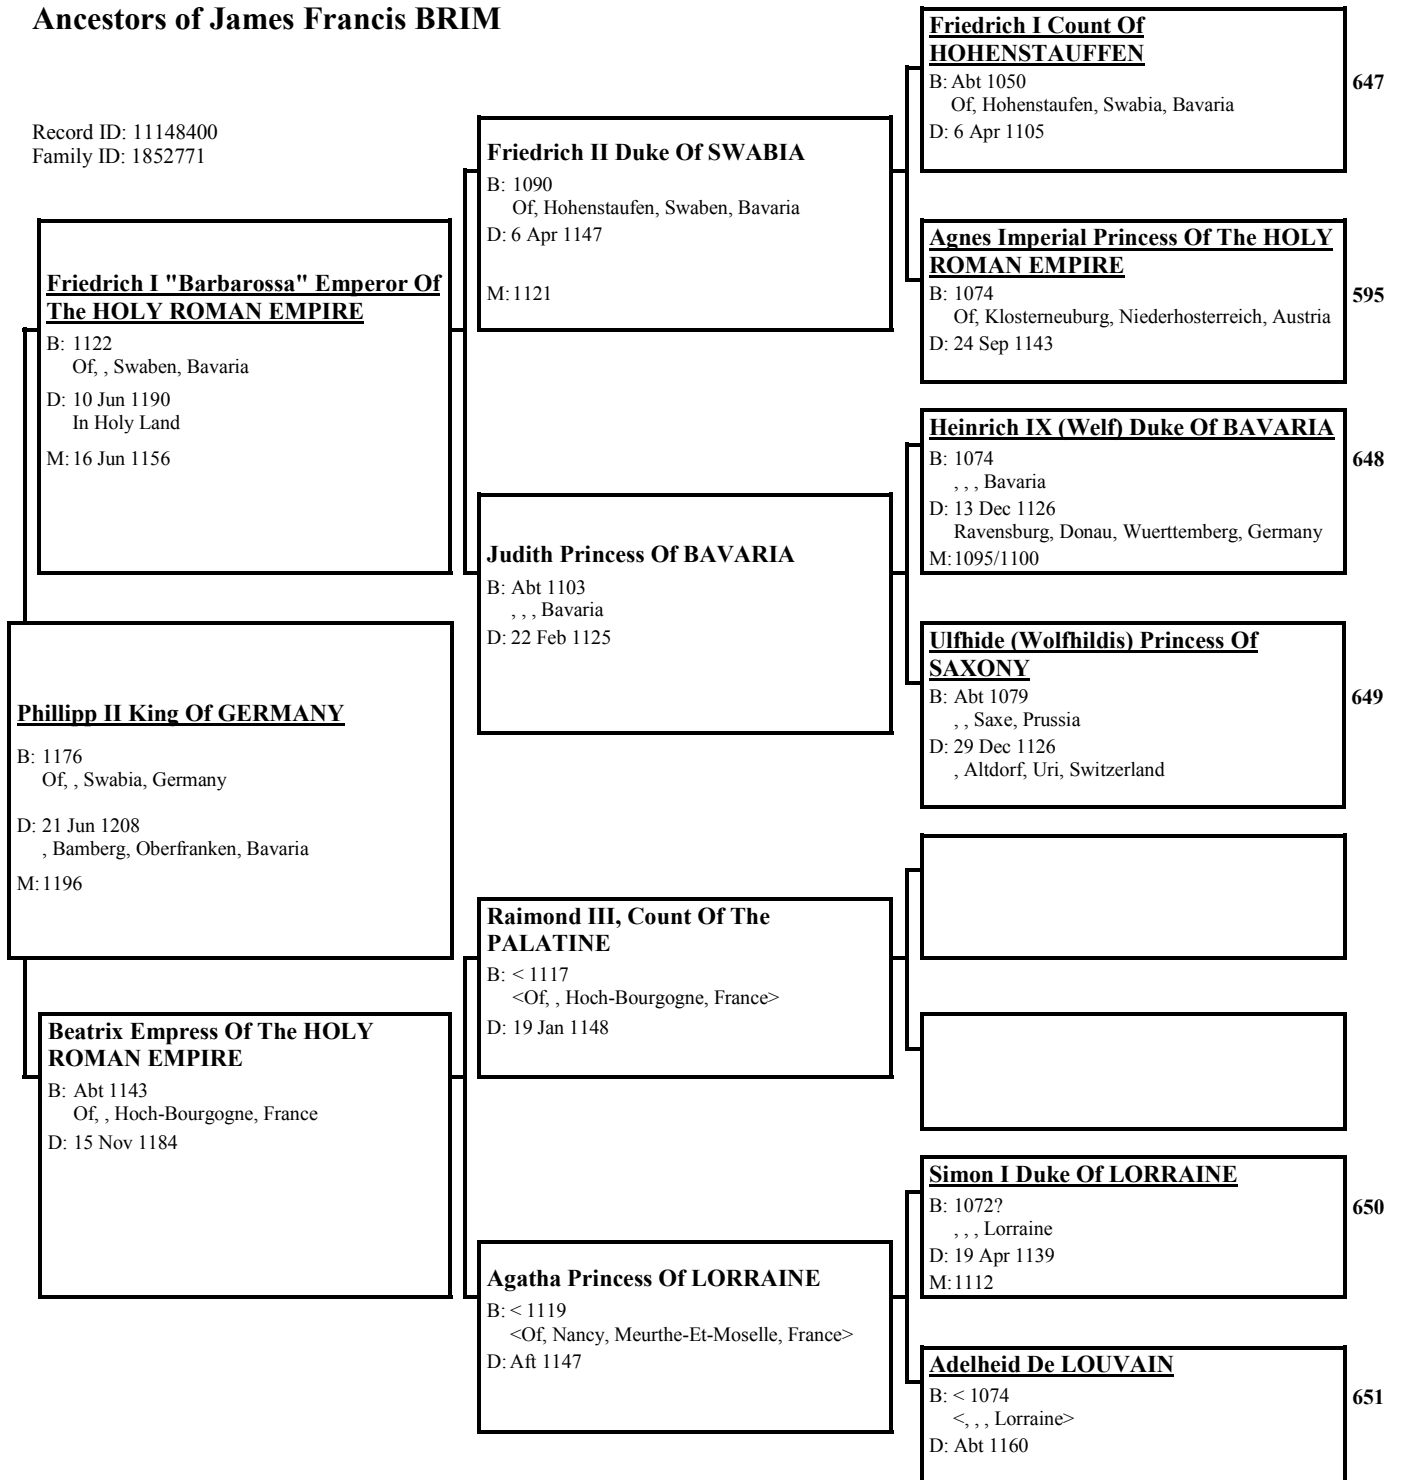 Ancestors of James Francis BRIM
Record ID: 11148400
Family ID: 1852771
Friedrich I "Barbarossa" Emperor Of
The HOLY ROMAN EMPIRE
B: 1122
Of, , Swaben, Bavaria
D: 10 Jun 1190
In Holy Land
M: 16 Jun 1156
Phillipp II King Of GERMANY
B: 1176
Of, , Swabia, Germany
D: 21 Jun 1208
, Bamberg, Oberfranken, Bavaria
M: 1196
Beatrix Empress Of The HOLY
ROMAN EMPIRE
B: Abt 1143
Of, , Hoch-Bourgogne, France
D: 15 Nov 1184
Friedrich II Duke Of SWABIA
B: 1090
Of, Hohenstaufen, Swaben, Bavaria
D: 6 Apr 1147
M: 1121
Judith Princess Of BAVARIA
B: Abt 1103
, , , Bavaria
D: 22 Feb 1125
Raimond III, Count Of The
PALATINE
B: < 1117
<Of, , Hoch-Bourgogne, France>
D: 19 Jan 1148
Agatha Princess Of LORRAINE
B: < 1119
<Of, Nancy, Meurthe-Et-Moselle, France>
D: Aft 1147
Friedrich I Count Of
HOHENSTAUFFEN
B: Abt 1050
Of, Hohenstaufen, Swabia, Bavaria
D: 6 Apr 1105
647
Agnes Imperial Princess Of The HOLY
ROMAN EMPIRE
B: 1074
Of, Klosterneuburg, Niederhosterreich, Austria
D: 24 Sep 1143
595
Heinrich IX (Welf) Duke Of BAVARIA
B: 1074
, , , Bavaria
D: 13 Dec 1126
Ravensburg, Donau, Wuerttemberg, Germany
M: 1095/1100
648
Ulfhide (Wolfhildis) Princess Of
SAXONY
B: Abt 1079
, , Saxe, Prussia
D: 29 Dec 1126
, Altdorf, Uri, Switzerland
649
Simon I Duke Of LORRAINE
B: 1072?
, , , Lorraine
D: 19 Apr 1139
M: 1112
650
Adelheid De LOUVAIN
B: < 1074
<, , , Lorraine>
D: Abt 1160
651